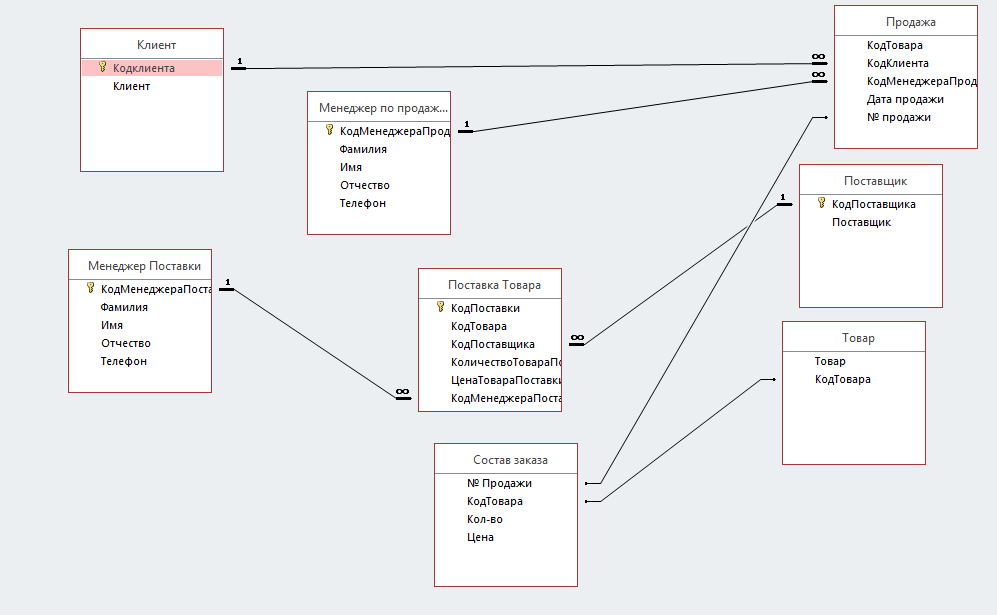 Клиент
Кодклиента
Клиент
1
∞
∞
Продажа
КодТовара
КодКлиента
КодМенеджераПрод
Дата продажи
№ продажи
Менеджер по продаж...
КодМенеджераПрод
Фамилия
Имя
Отчество
Телефон
1
Поставщик
КодПоставщика
Поставщик
1
Менеджер Поставки
КодМенеджераПоста
Фамилия
Имя
Отчество
Телефон
1
Поставка Товара
КодПоставки
КодТовара
КодПоставщика
КоличествоТовараПо
ЦенаТовараПоставки
КодМенеджераПоста
∞
∞
Товар
Товар
КодТовара
Состав заказа
№ Продажи
КодТовара
Кол-во
Цена